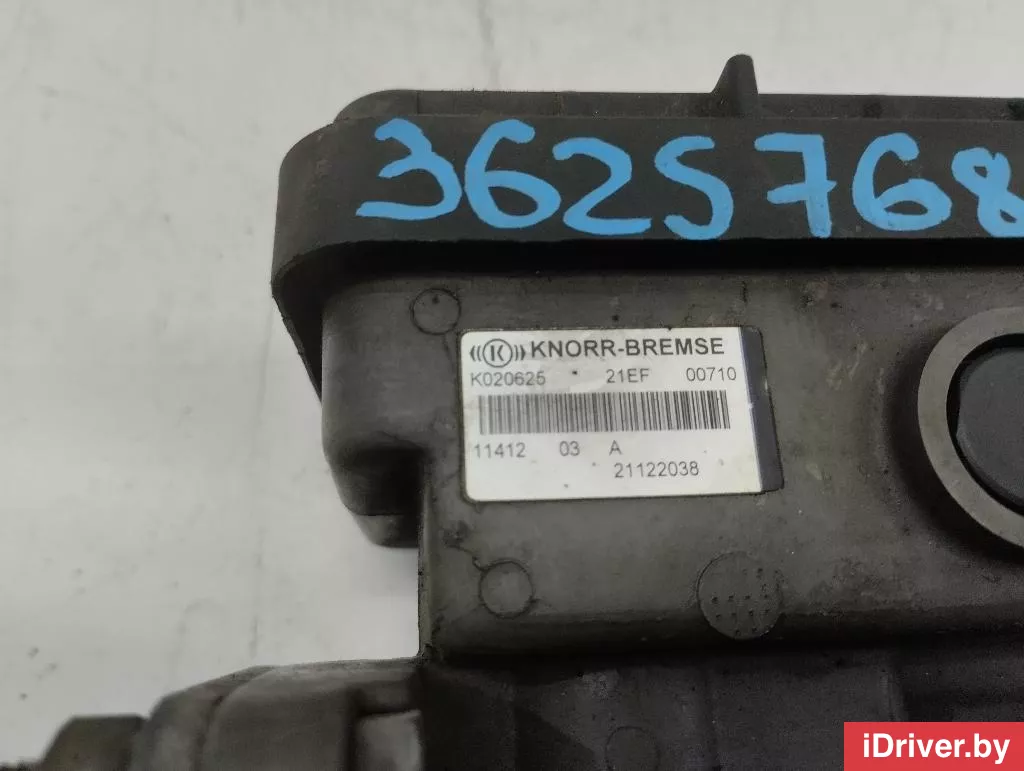 3625768
K KNORR-BREMSE
K020625 21EF 00710
11412 03 A
21122038
iDriver.by